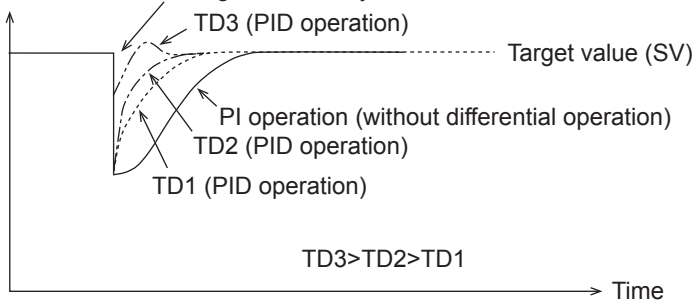 TD3 (PID operation)
Target value (SV)
PI operation (without differential operation)
TD2 (PID operation)
TD1 (PID operation)
TD3>TD2>TD1
Time